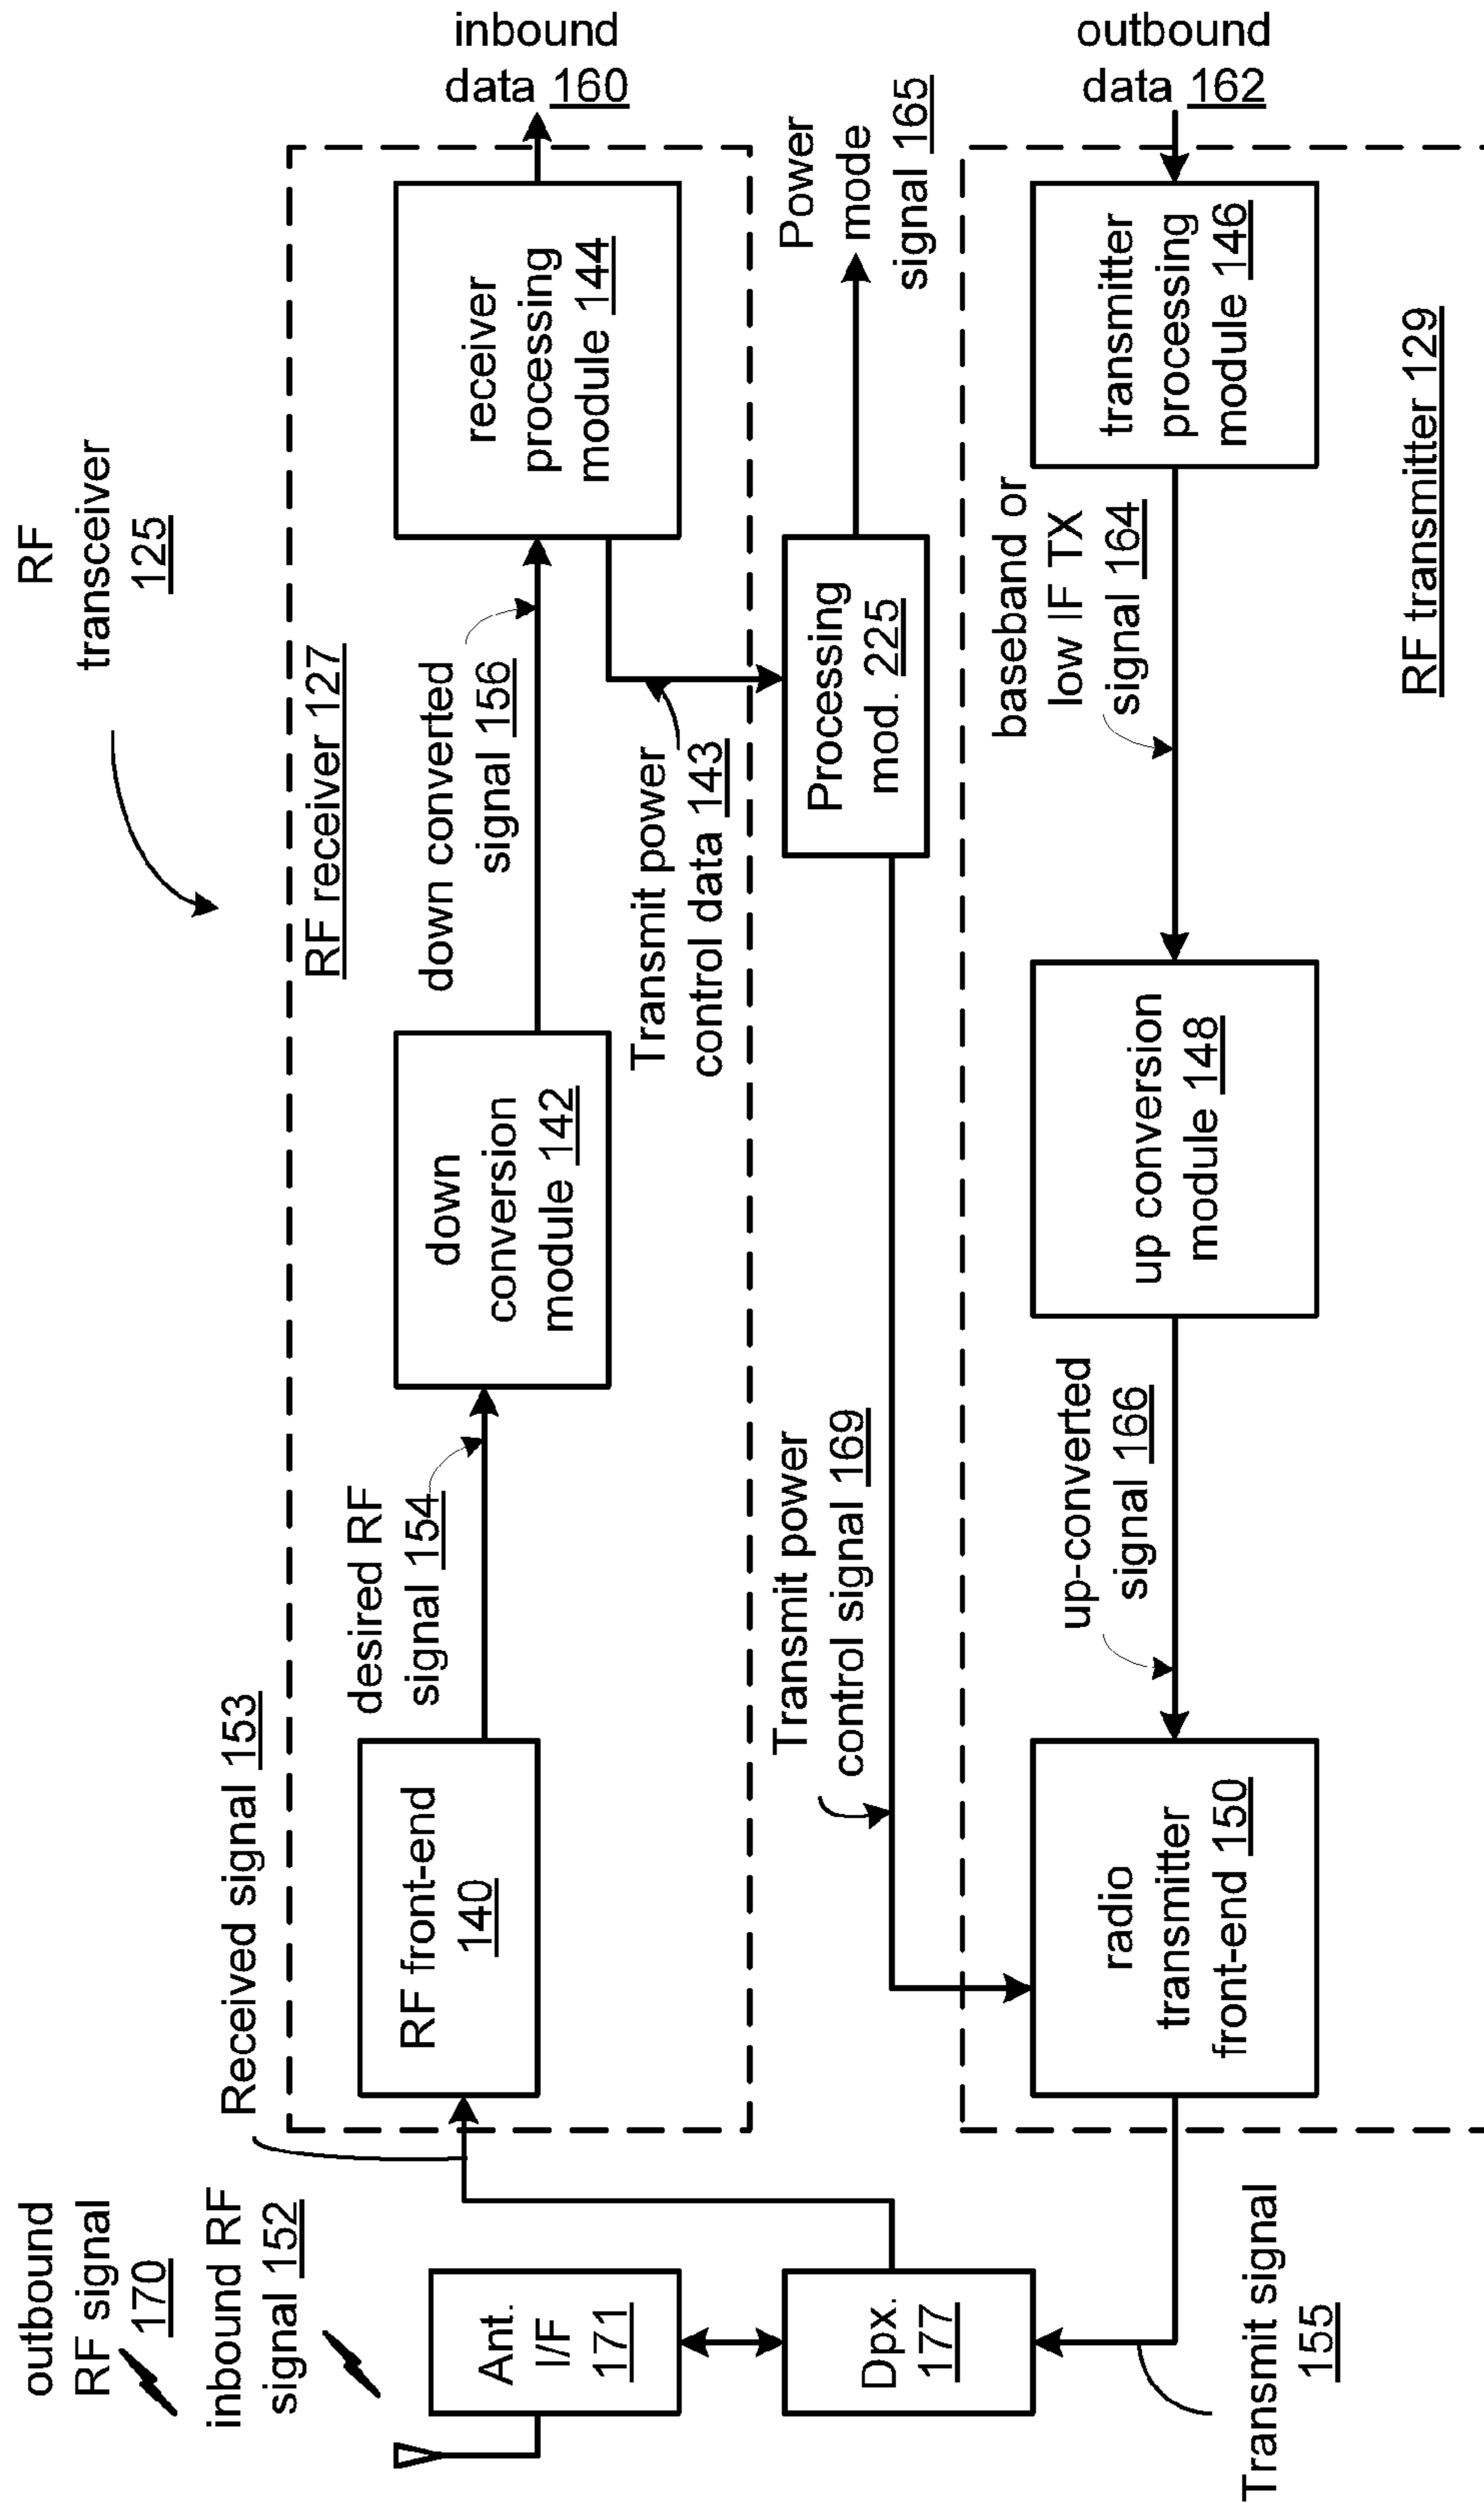 RF
transceiver
125
outbound
RF signal
170
inbound RF
signal 152
Received signal 153
RF receiver 127
Ant.
I/F
171
RF front-end
140
desired RF
signal 154
down
conversion
module 142
down converted
signal 156
receiver
processing
module 144
inbound
data 160
Transmit power
control data 143
Dpx.
177
Transmit power
control signal 169
Processing
mod. 225
Power
mode
signal 165
Transmit signal
155
radio
transmitter
front-end 150
up-converted
signal 166
up conversion
module 148
baseband or
low IF TX
signal 164
transmitter
processing
module 146
outbound
data 162
RF transmitter 129